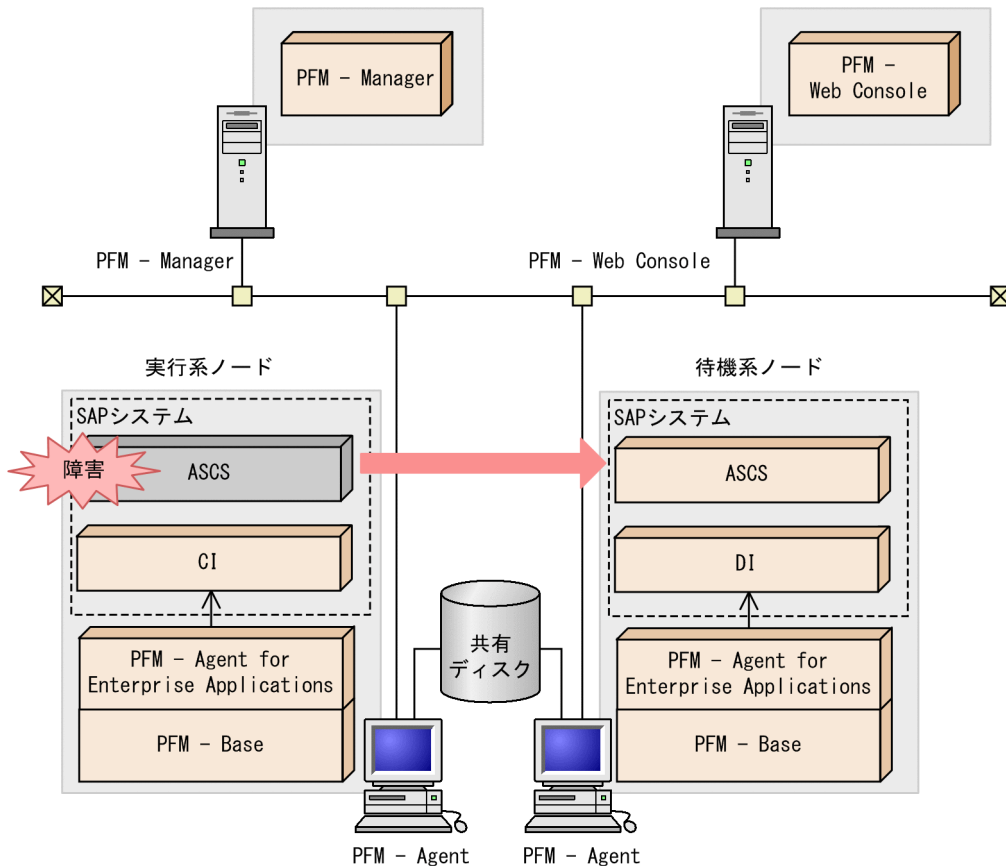 PFM - Manager
PFM -
Web Console
PFM - Manager
PFM - Web Console
実行系ノード
待機系ノード
SAPシステム
障害
ASCS
CI
PFM - Agent for
Enterprise Applications
PFM - Base
共有
ディスク
SAPシステム
ASCS
DI
PFM - Agent for
Enterprise Applications
PFM - Base
PFM - Agent
PFM - Agent